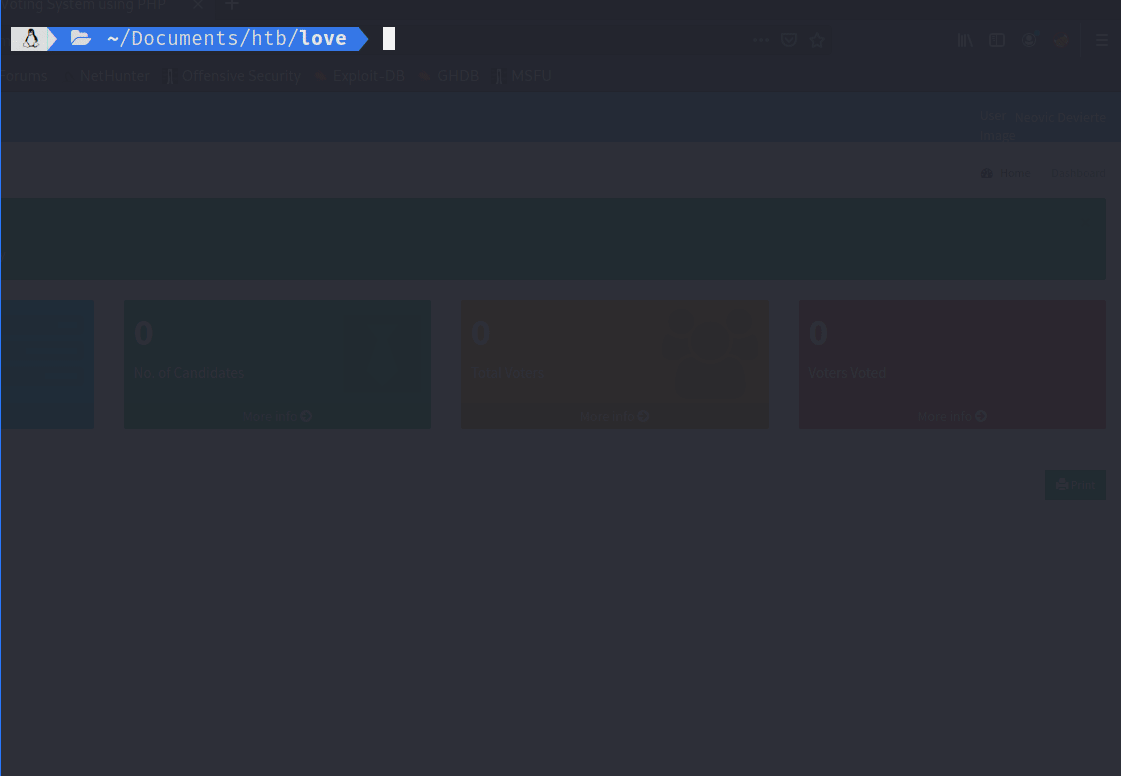 Voting System using PHP
~/Documents/htb/love
Forums NetHunter Offensive Security Exploit-DB GHDB MSFU
Home Dashboard
0 0 0
No. of Candidates Total Voters Voters Voted
More info More info More info
Print